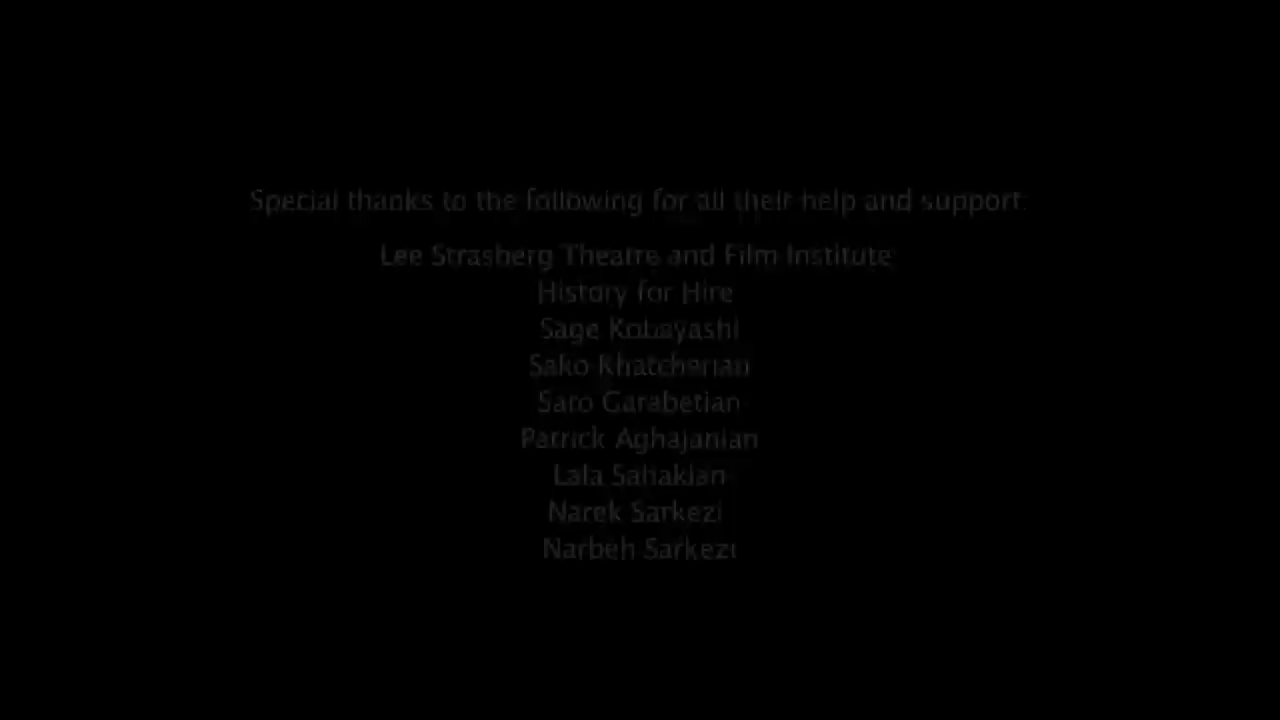 Special thanks to the following for all their help and support:
Lee Strasberg Theatre and Film Institute
History for Hire
Sage Kobayashi
Sako Khatcherian
Saro Garabetian
Patrick Aghajanian
Lala Sahakian
Narek Sarkezi
Narbeh Sarkezi